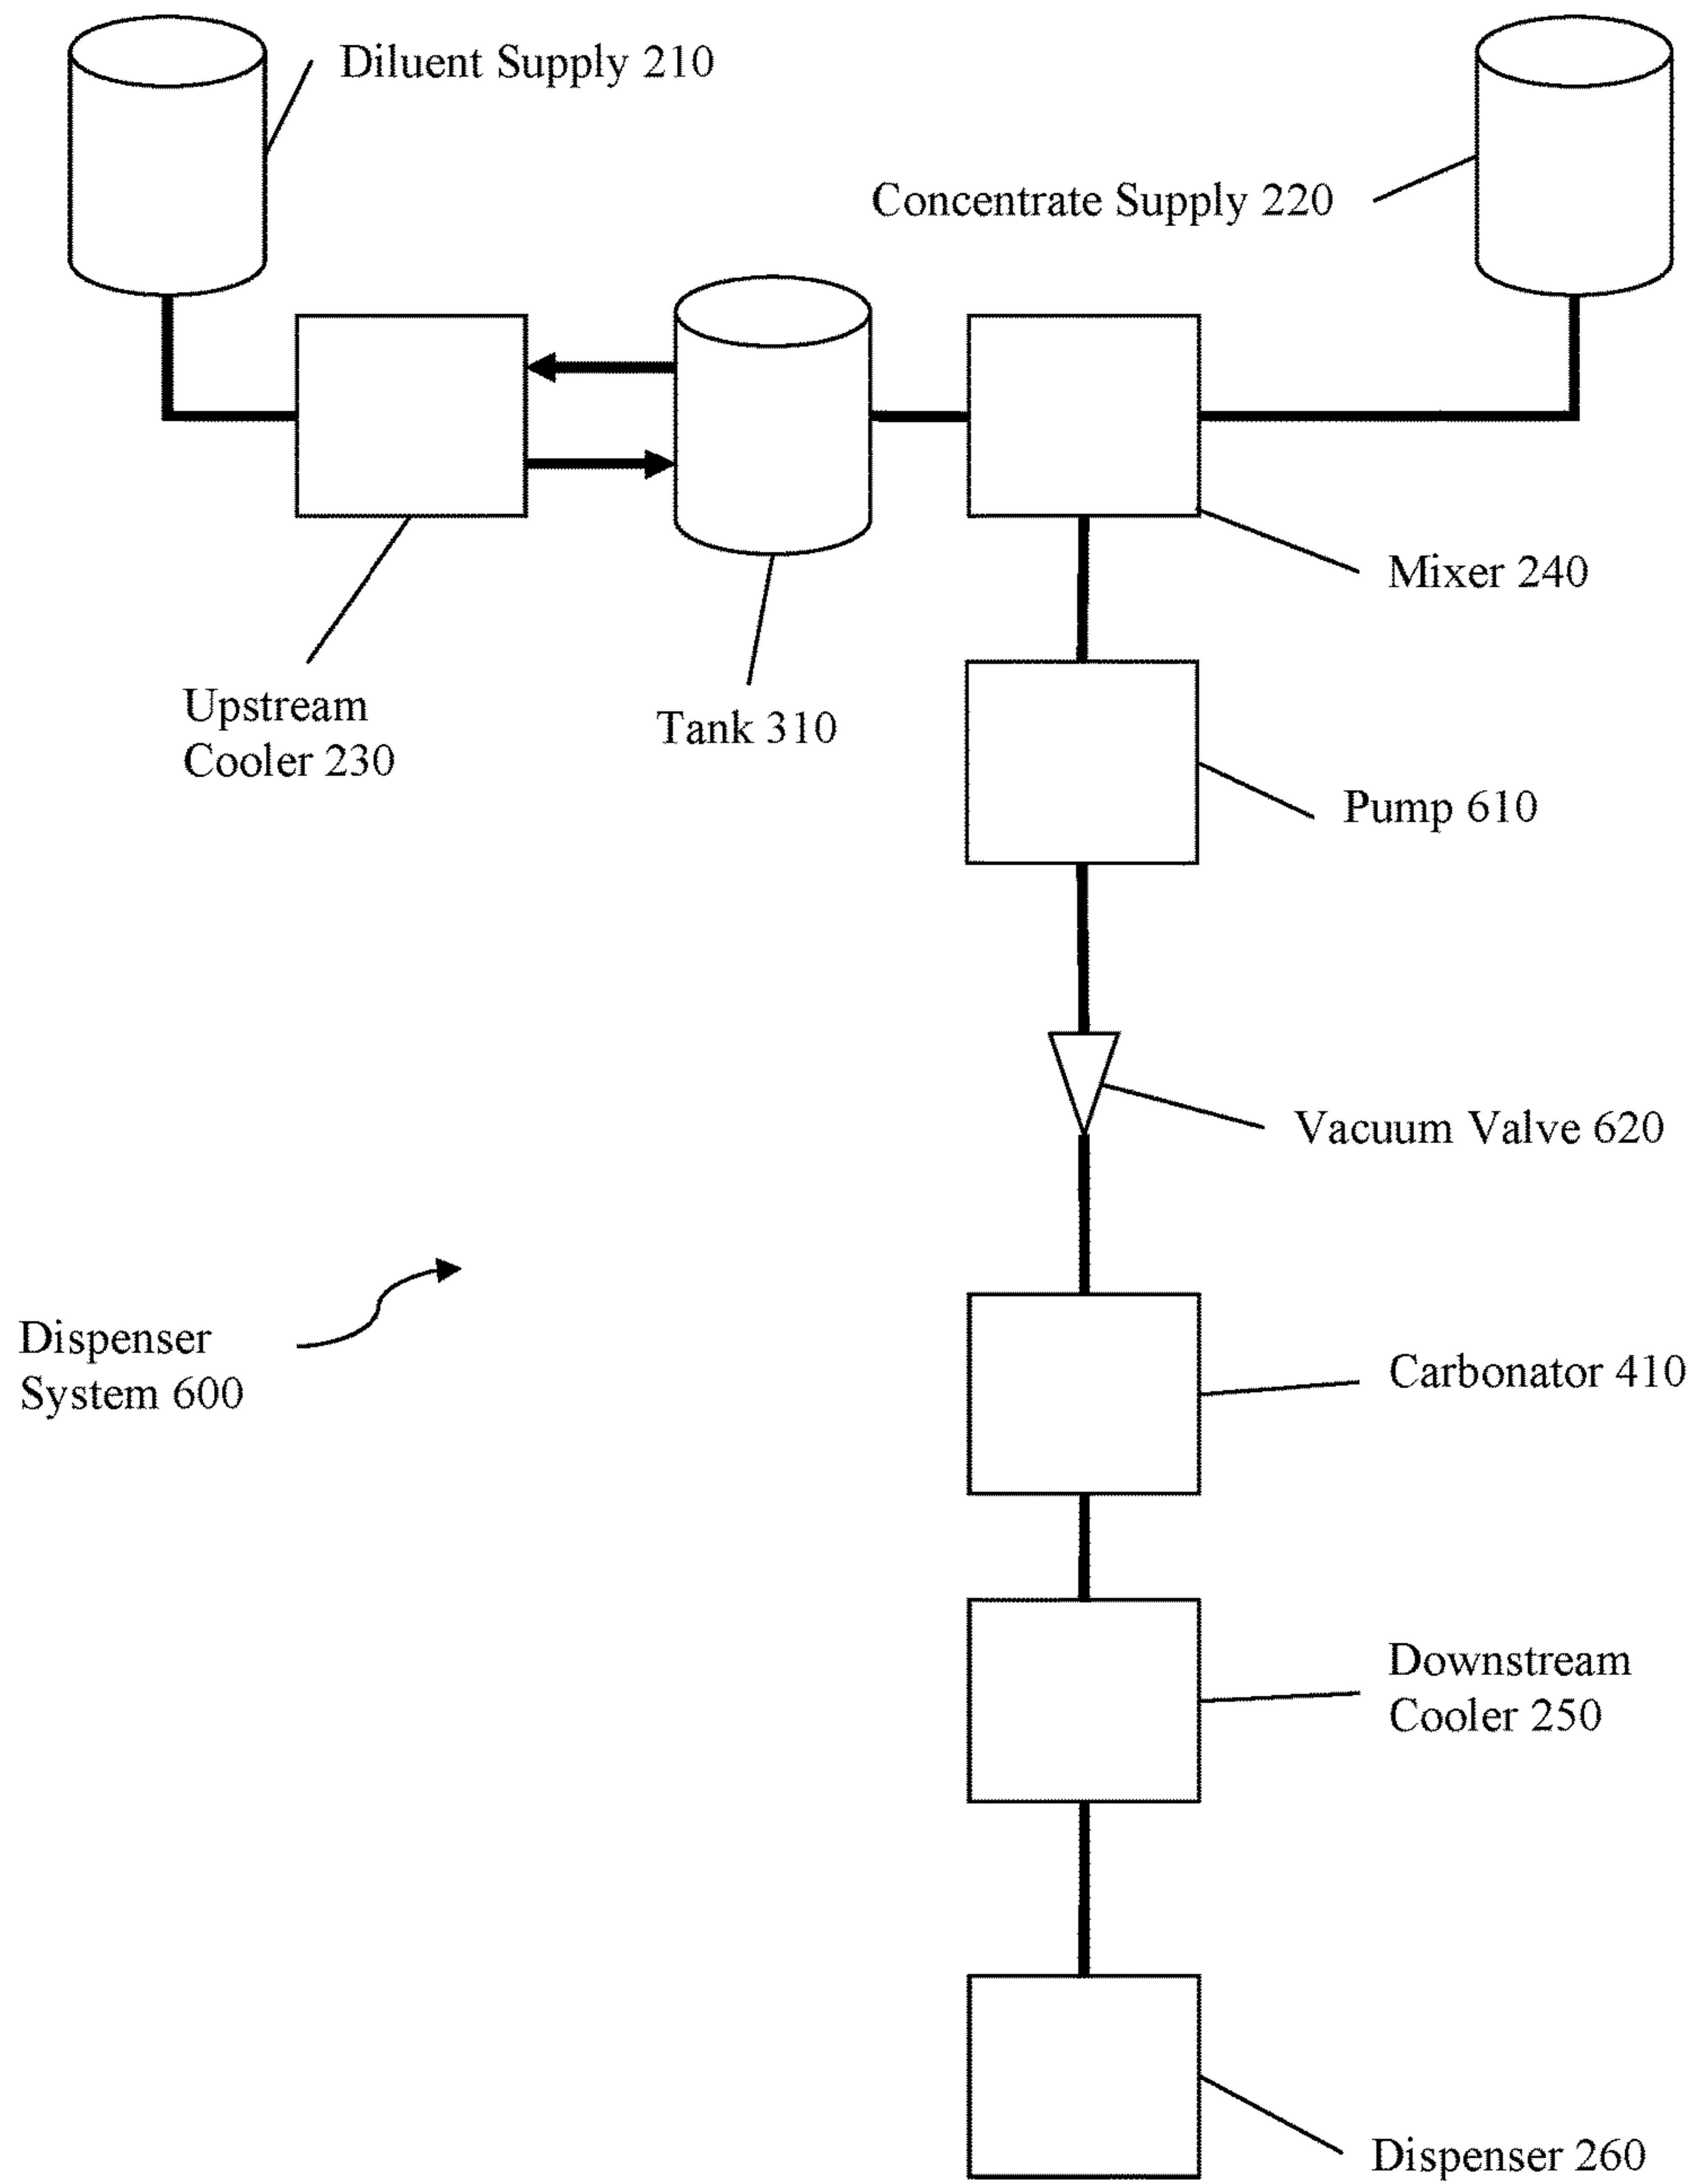 Diluent Supply 210
Concentrate Supply 220
Mixer 240
Upstream
Cooler 230
Tank 310
Pump 610
Vacuum Valve 620
Dispenser
System 600
Carbonator 410
Downstream
Cooler 250
Dispenser 260